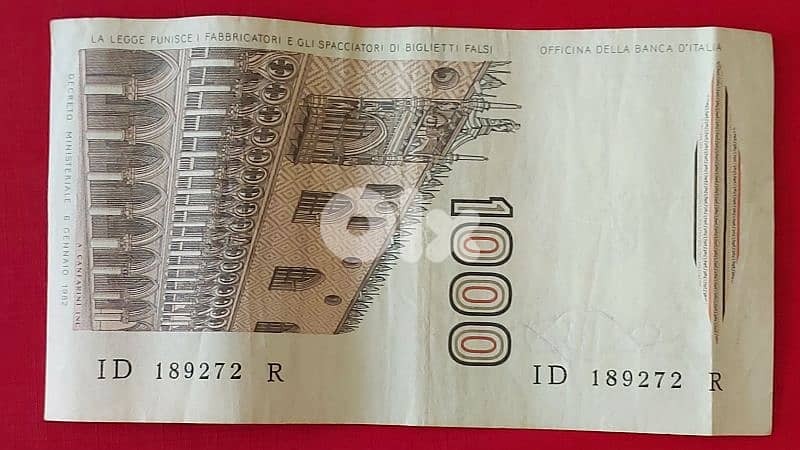 LA LEGGE PUNISCE I FABBRICATORI E GLI SPACCIATORI DI BIGLIETTI FALSI
OFFICINA DELLA BANCA D'ITALIA
DECRETO MINISTERIALE 6 GENNAIO 1982
A. CANFARINI INC.
1000
ID 189272 R
ID 189272 R